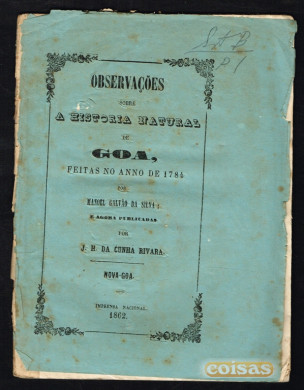 OBSERVAÇÕES
SOBRE
A HISTORIA NATURAL
DE
GOA,
FEITAS NO ANNO DE 1784
POR
MANOEL GALVÃO DA SILVA;
E AGORA PUBLICADAS
POR
J. H. DA CUNHA RIVARA.
NOVA-GOA.
IMPRENSA NACIONAL.
1862.
coisas